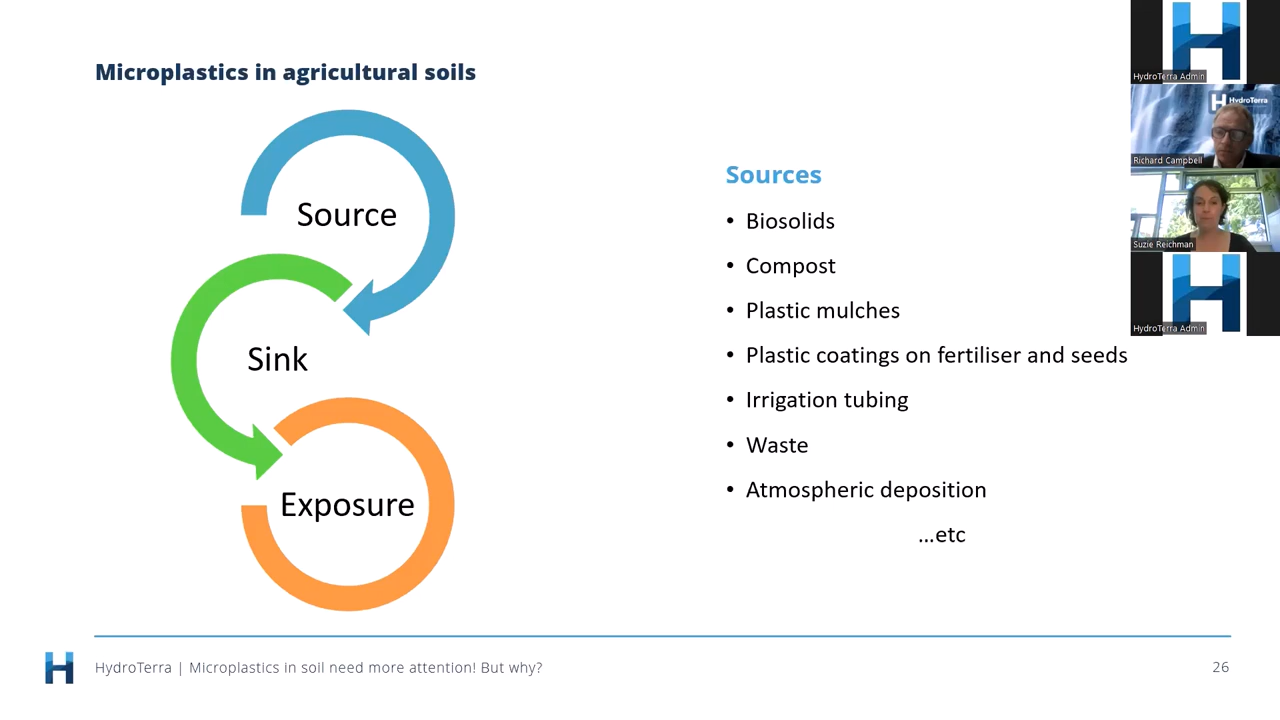 Microplastics in agricultural soils
Source
Sink
Exposure
Sources
• Biosolids
• Compost
• Plastic mulches
• Plastic coatings on fertiliser and seeds
• Irrigation tubing
• Waste
• Atmospheric deposition
...etc
HydroTerra | Microplastics in soil need more attention! But why?
26
HydroTerra Admin
HydroTerra
Richard Campbell
Suzie Reichman
HydroTerra Admin